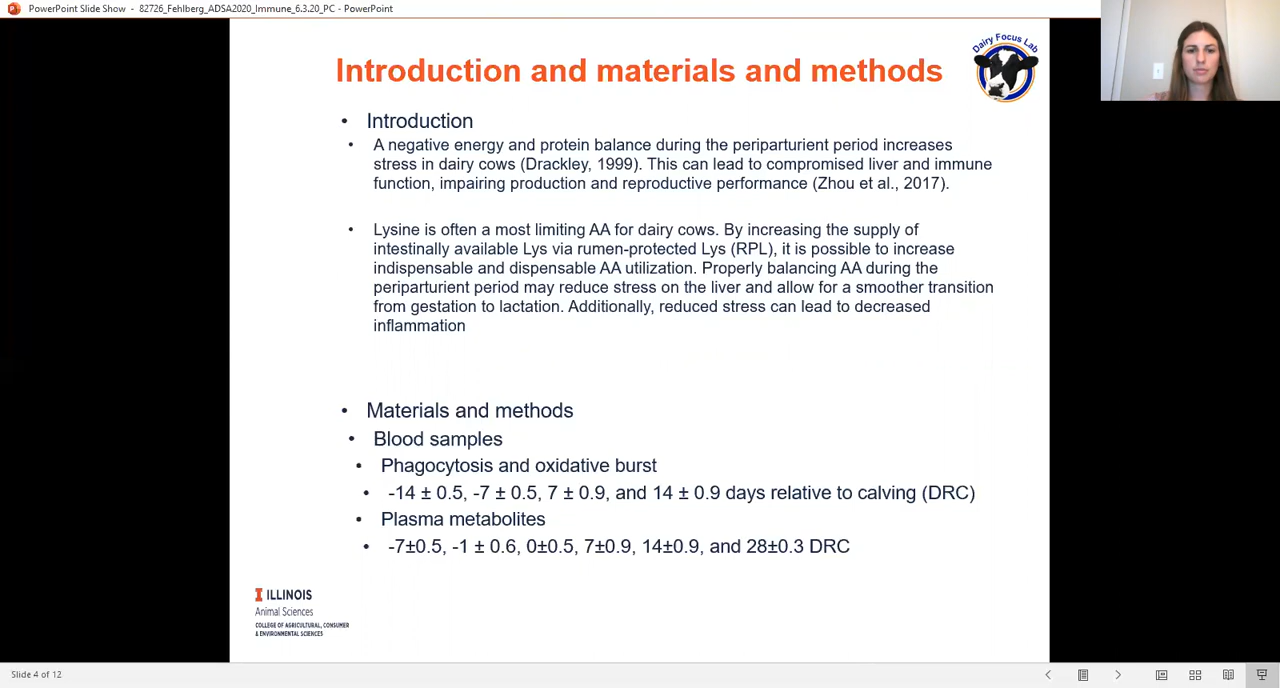 PowerPoint Slide Show - 82726_Fehlberg_ADSA2020_Immune_6.3.20_PC - PowerPoint
Dairy Focus Lab
Introduction and materials and methods
• Introduction
• A negative energy and protein balance during the periparturient period increases
stress in dairy cows (Drackley, 1999). This can lead to compromised liver and immune
function, impairing production and reproductive performance (Zhou et al., 2017).
• Lysine is often a most limiting AA for dairy cows. By increasing the supply of
intestinally available Lys via rumen-protected Lys (RPL), it is possible to increase
indispensable and dispensable AA utilization. Properly balancing AA during the
periparturient period may reduce stress on the liver and allow for a smoother transition
from gestation to lactation. Additionally, reduced stress can lead to decreased
inflammation
• Materials and methods
• Blood samples
• Phagocytosis and oxidative burst
• -14 ± 0.5, -7 ± 0.5, 7 ± 0.9, and 14 ± 0.9 days relative to calving (DRC)
• Plasma metabolites
• -7±0.5, -1 ± 0.6, 0±0.5, 7±0.9, 14±0.9, and 28±0.3 DRC
I ILLINOIS
Animal Sciences
COLLEGE OF AGRICULTURAL, CONSUMER
& ENVIRONMENTAL SCIENCES
Slide 4 of 12